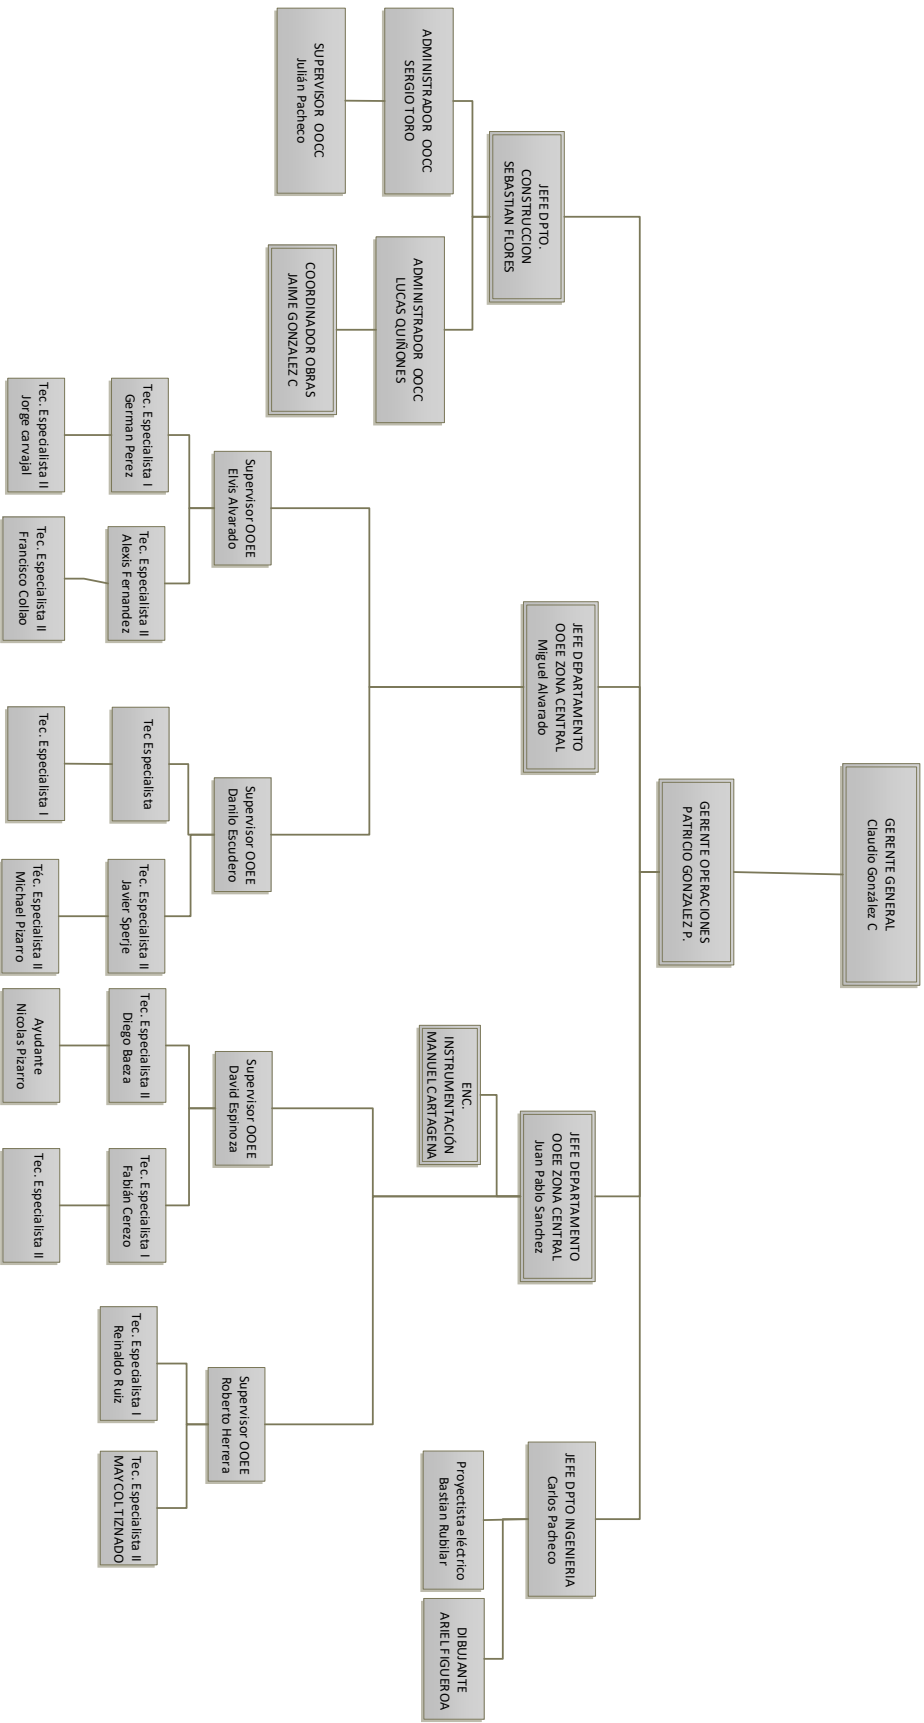 GERENTE GENERAL
Claudio González C
GERENTE OPERACIONES
PATRICIO GONZALEZ P.
JEFE DPTO.
CONSTRUCCION
SEBASTIAN FLORES
JEFE DEPARTAMENTO
OOEE ZONA CENTRAL
Miguel Alvarado
JEFE DEPARTAMENTO
OOEE ZONA CENTRAL
Juan Pablo Sanchez
JEFE DPTO INGENIERIA
Carlos Pacheco
ADMINISTRADOR OOCC
SERGIO TORO
ADMINISTRADOR OOCC
LUCAS QUIÑONES
ENC.
INSTRUMENTACIÓN
MANUEL CARTAGENA
Proyectista eléctrico
Bastian Rubilar
DIBUJANTE
ARIEL FIGUEROA
SUPERVISOR OOCC
Julián Pacheco
COORDINADOR OBRAS
JAIME GONZALEZ C
Supervisor OOEE
Elvis Alvarado
Supervisor OOEE
Danilo Escudero
Supervisor OOEE
David Espinoza
Supervisor OOEE
Roberto Herrera
Tec. Especialista I
German Perez
Tec. Especialista II
Alexis Fernandez
Tec Especialista
Tec. Especialista II
Javier Sperje
Tec. Especialista II
Diego Baeza
Tec. Especialista I
Fabián Cerezo
Tec. Especialista I
Reinaldo Ruiz
Tec. Especialista II
MAYCOL TIZNADO
Tec. Especialista II
Jorge carvajal
Tec. Especialista II
Francisco Collao
Tec. Especialista I
Téc. Especialista II
Michael Pizarro
Ayudante
Nicolas Pizarro
Tec. Especialista II